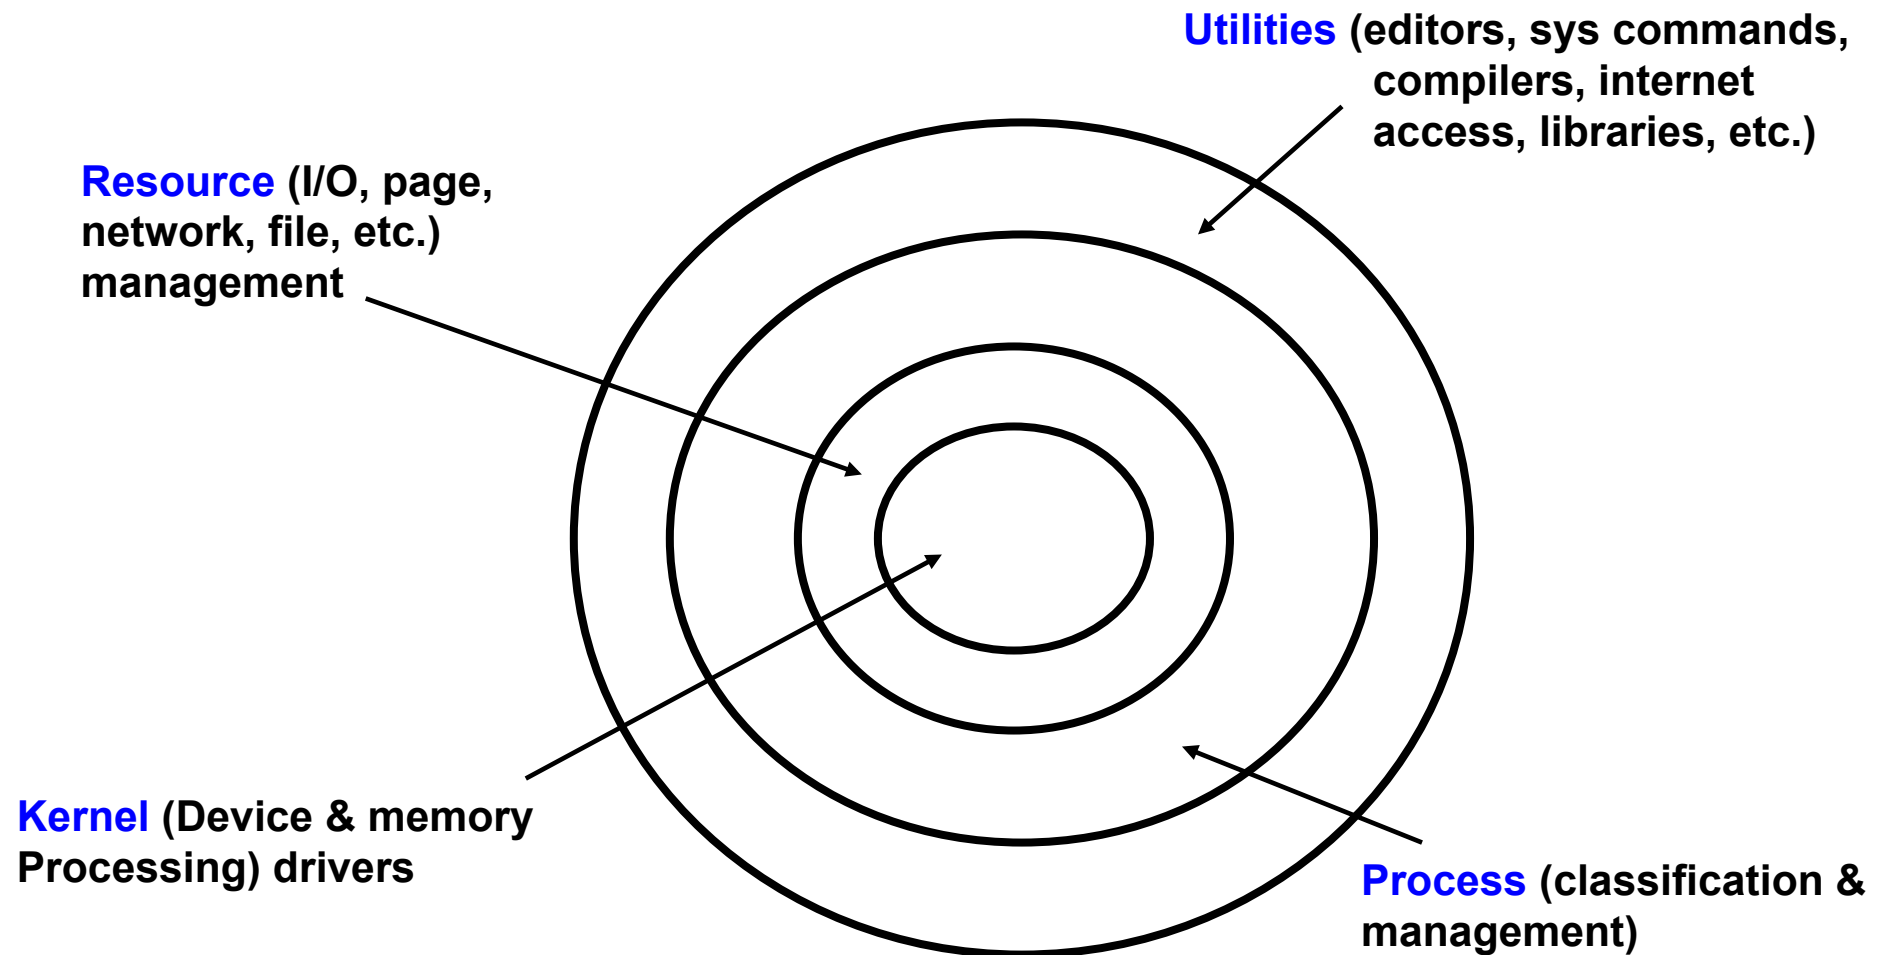 Utilities (editors, sys commands,
compilers, internet
access, libraries, etc.)
Resource (I/O, page,
network, file, etc.)
management
Kernel (Device & memory
Processing) drivers
Process (classification &
management)